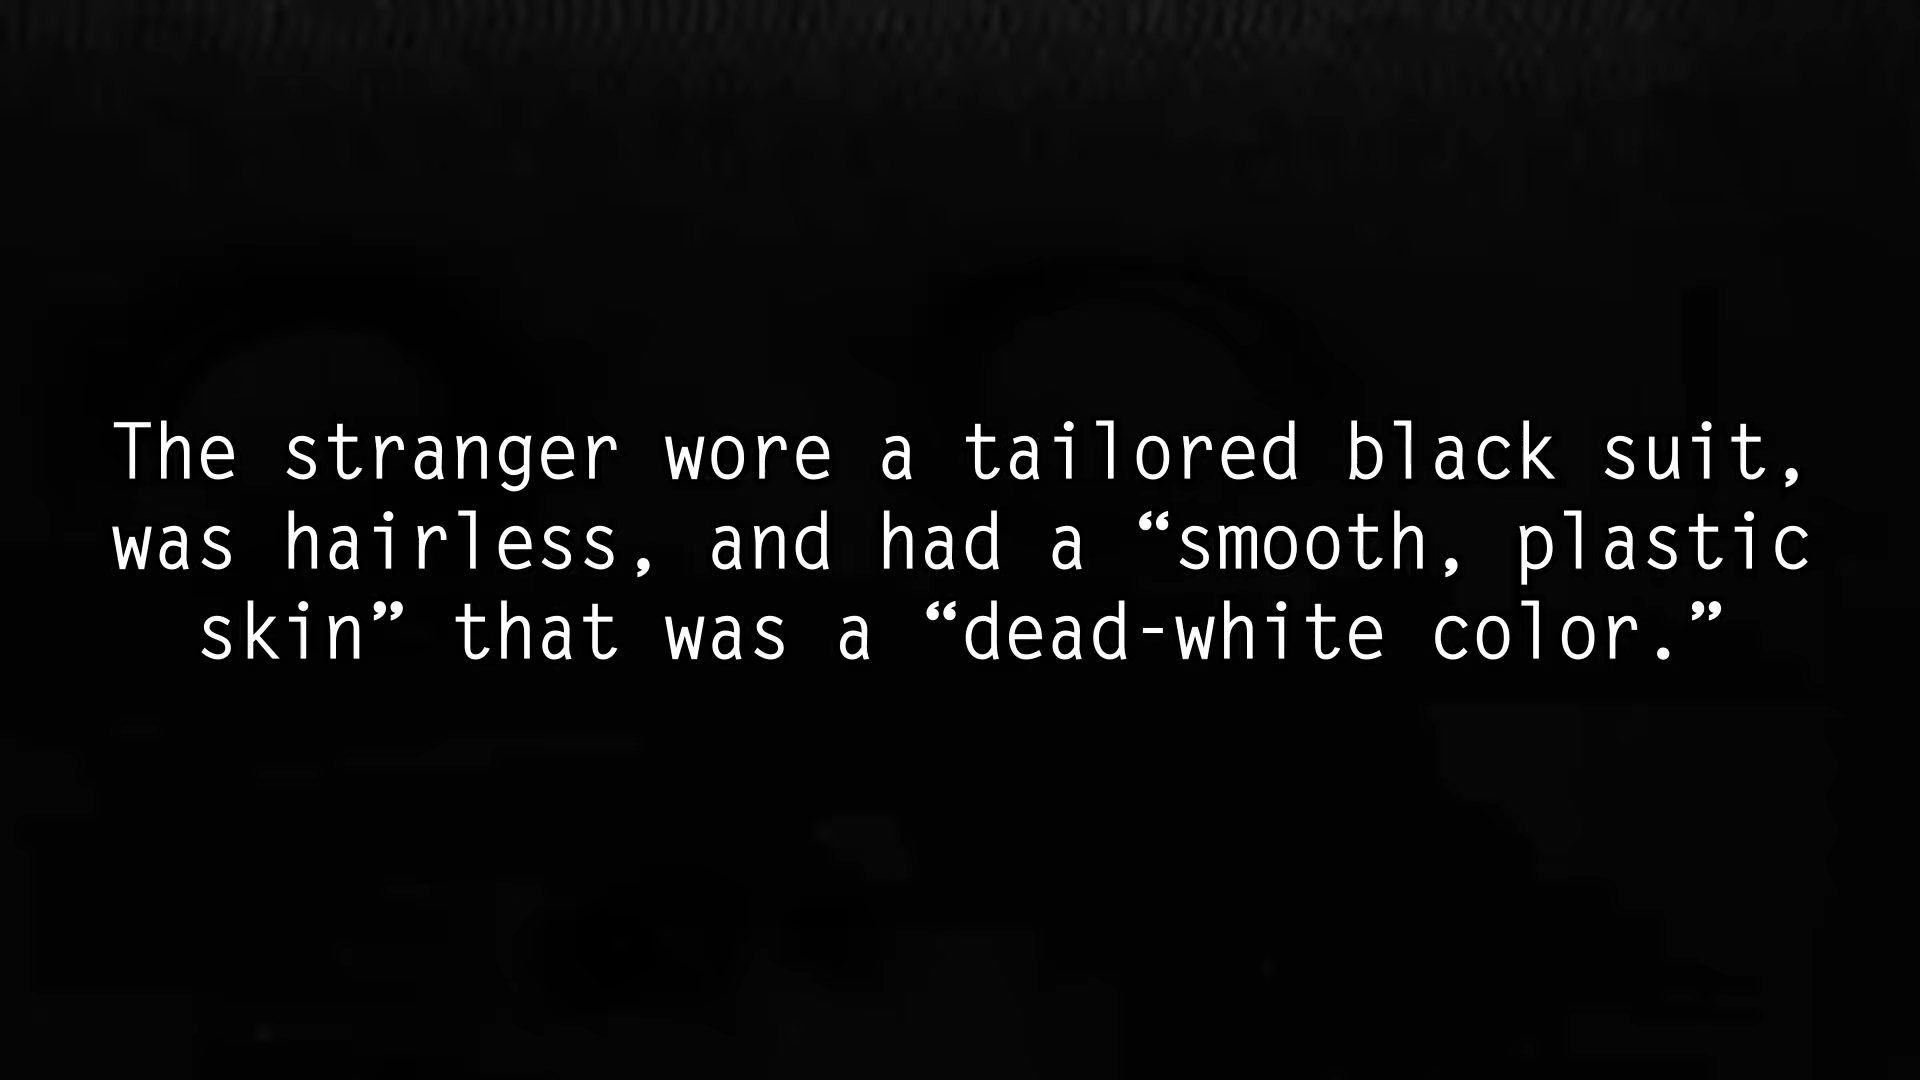 The stranger wore a tailored black suit,
was hairless, and had a “smooth, plastic
skin” that was a “dead-white color.”